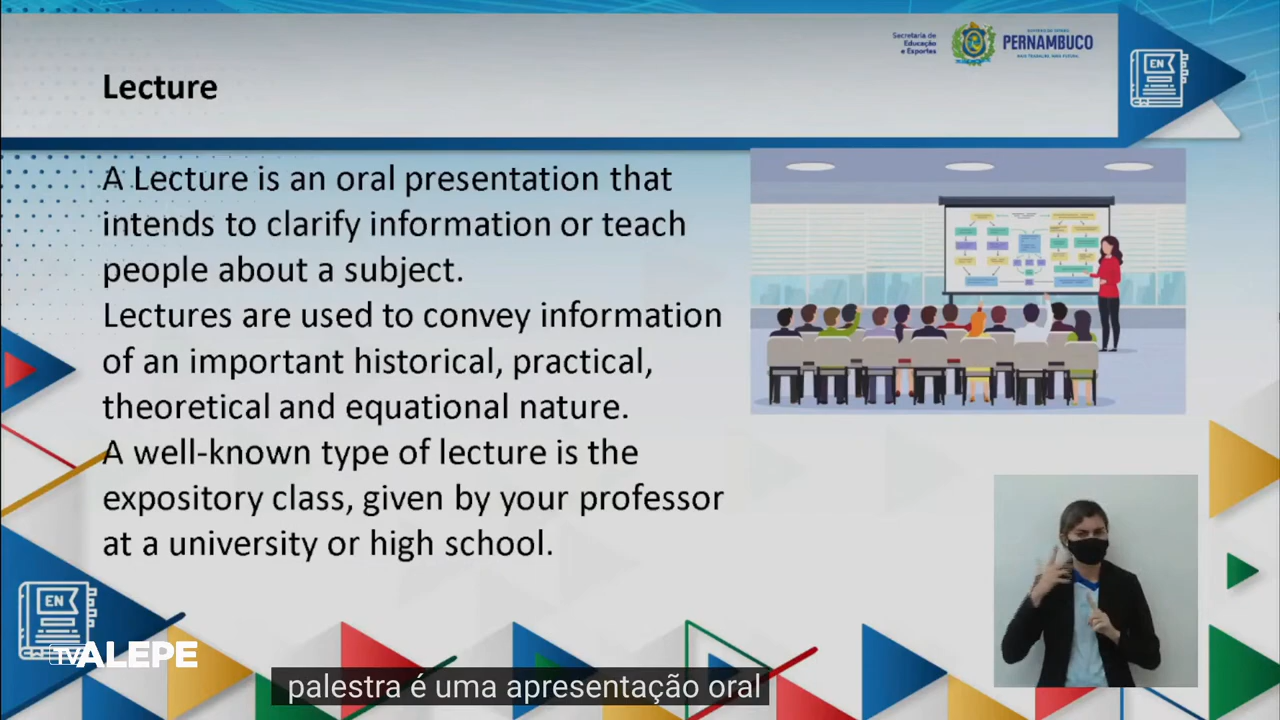 Secretaria de
Educação
e Esportes
PERNAMBUCO
EN
Lecture
A Lecture is an oral presentation that
intends to clarify information or teach
people about a subject.
Lectures are used to convey information
of an important historical, practical,
theoretical and equational nature.
A well-known type of lecture is the
expository class, given by your professor
at a university or high school.
EN
TV ALEPE
palestra é uma apresentação oral